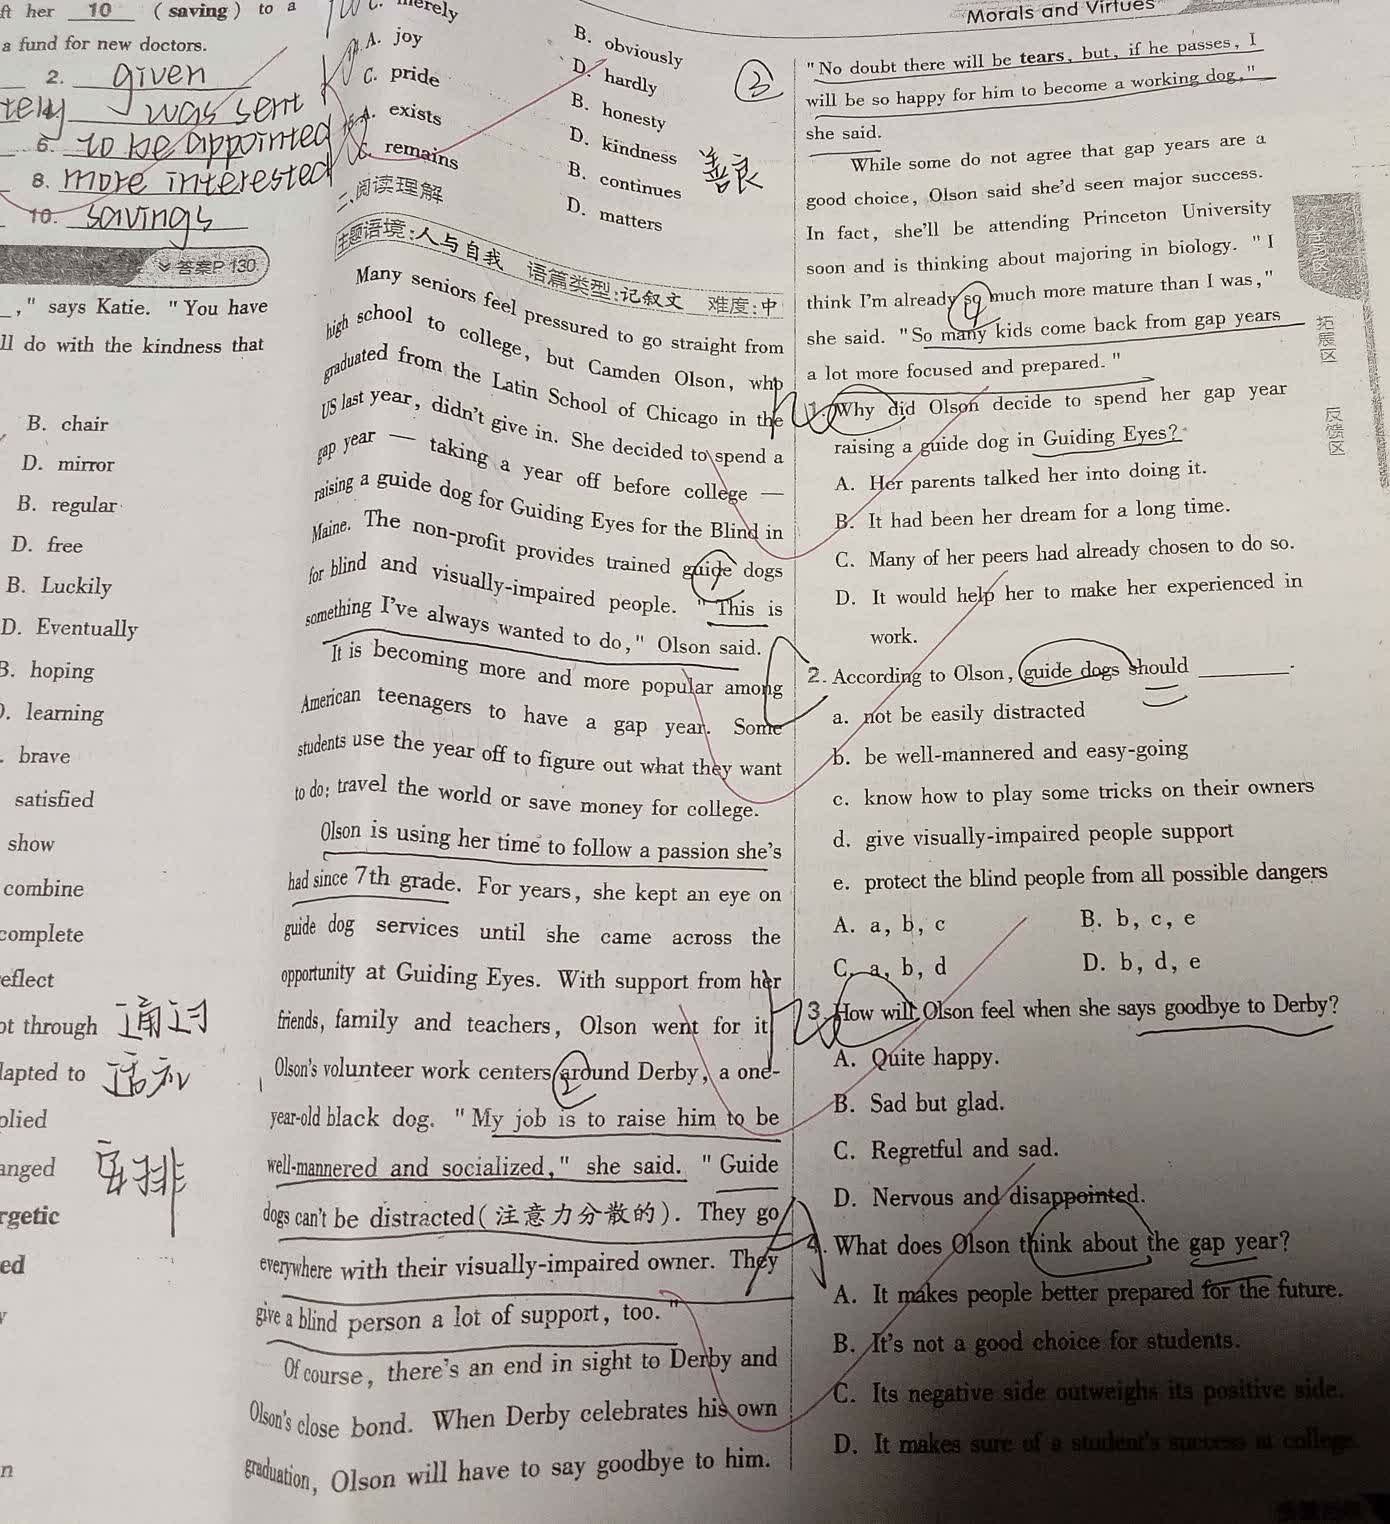 ft her 10 (saving) to a
a fund for new doctors.
2. given
tely was sent
6. to be appointed
8. more interested
10. savings
答案P 130
," says Katie. "You have
ll do with the kindness that
B. chair
D. mirror
B. regular
D. free
B. Luckily
D. Eventually
B. hoping
D. learning
brave
satisfied
show
combine
complete
eflect
ot through 通过
lapted to 适应
plied
anged 安排
rgetic
ed
n
C. merely
B. obviously
A. joy
D. hardly
C. pride
B. honesty
A. exists
D. kindness 善良
C. remains
B. continues
D. matters
二、阅读理解
主题语境:人与自我 语篇类型:记叙文 难度:中
Many seniors feel pressured to go straight from
high school to college, but Camden Olson, who
graduated from the Latin School of Chicago in the
US last year, didn't give in. She decided to spend a
gap year — taking a year off before college —
raising a guide dog for Guiding Eyes for the Blind in
Maine. The non-profit provides trained guide dogs
for blind and visually-impaired people. "This is
something I've always wanted to do," Olson said.
It is becoming more and more popular among
American teenagers to have a gap year. Some
students use the year off to figure out what they want
to do: travel the world or save money for college.
Olson is using her time to follow a passion she's
had since 7th grade. For years, she kept an eye on
guide dog services until she came across the
opportunity at Guiding Eyes. With support from her
friends, family and teachers, Olson went for it
Olson's volunteer work centers around Derby, a one-
year-old black dog. "My job is to raise him to be
well-mannered and socialized," she said. "Guide
dogs can't be distracted(注意力分散的). They go
everywhere with their visually-impaired owner. They
give a blind person a lot of support, too."
Of course, there's an end in sight to Derby and
Olson's close bond. When Derby celebrates his own
graduation, Olson will have to say goodbye to him.
Morals and Virtues
③
"No doubt there will be tears, but, if he passes, I
will be so happy for him to become a working dog,"
she said.
While some do not agree that gap years are a
good choice, Olson said she'd seen major success.
In fact, she'll be attending Princeton University
soon and is thinking about majoring in biology. "I
think I'm already so much more mature than I was,"
she said. "So many kids come back from gap years
a lot more focused and prepared."
1. Why did Olson decide to spend her gap year
raising a guide dog in Guiding Eyes?
A. Her parents talked her into doing it.
B. It had been her dream for a long time.
C. Many of her peers had already chosen to do so.
D. It would help her to make her experienced in
work.
2. According to Olson, guide dogs should ________.
a. not be easily distracted
b. be well-mannered and easy-going
c. know how to play some tricks on their owners
d. give visually-impaired people support
e. protect the blind people from all possible dangers
A. a, b, c B. b, c, e
C. a, b, d D. b, d, e
3. How will Olson feel when she says goodbye to Derby?
A. Quite happy.
B. Sad but glad.
C. Regretful and sad.
D. Nervous and disappointed.
4. What does Olson think about the gap year?
A. It makes people better prepared for the future.
B. It's not a good choice for students.
C. Its negative side outweighs its positive side.
D. It makes sure of a student's success at college.
拓展区
反馈区